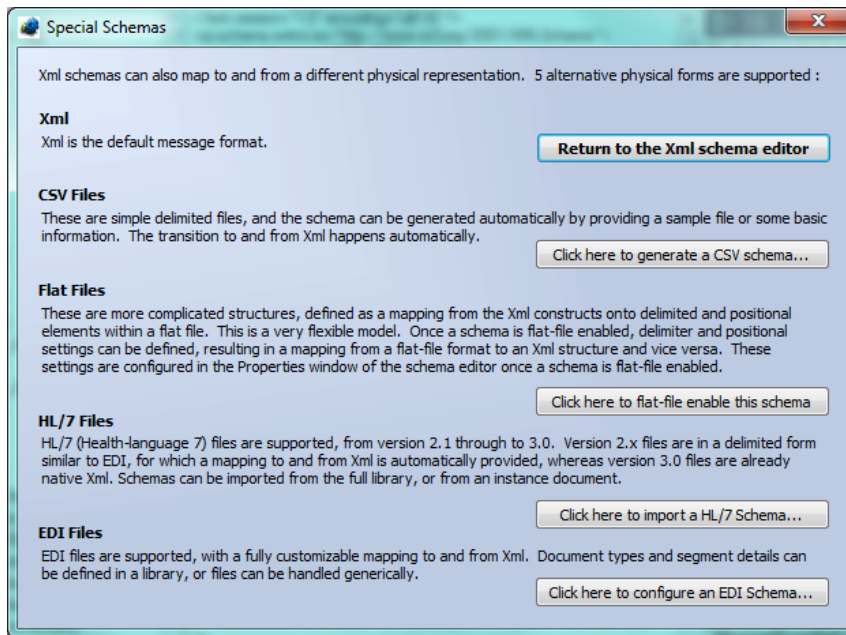 Special Schemas
Xml schemas can also map to and from a different physical representation.  5 alternative physical forms are supported :
Xml
Xml is the default message format.
Return to the Xml schema editor
CSV Files
These are simple delimited files, and the schema can be generated automatically by providing a sample file or some basic
information.  The transition to and from Xml happens automatically.
Click here to generate a CSV schema...
Flat Files
These are more complicated structures, defined as a mapping from the Xml constructs onto delimited and positional
elements within a flat file.  This is a very flexible model.  Once a schema is flat-file enabled, delimiter and positional
settings can be defined, resulting in a mapping from a flat-file format to an Xml structure and vice versa.  These
settings are configured in the Properties window of the schema editor once a schema is flat-file enabled.
Click here to flat-file enable this schema
HL/7 Files
HL/7 (Health-language 7) files are supported, from version 2.1 through to 3.0.  Version 2.x files are in a delimited form
similar to EDI, for which a mapping to and from Xml is automatically provided, whereas version 3.0 files are already
native Xml. Schemas can be imported from the full library, or from an instance document.
Click here to import a HL/7 Schema...
EDI Files
EDI files are supported, with a fully customizable mapping to and from Xml.  Document types and segment details can
be defined in a library, or files can be handled generically.
Click here to configure an EDI Schema...